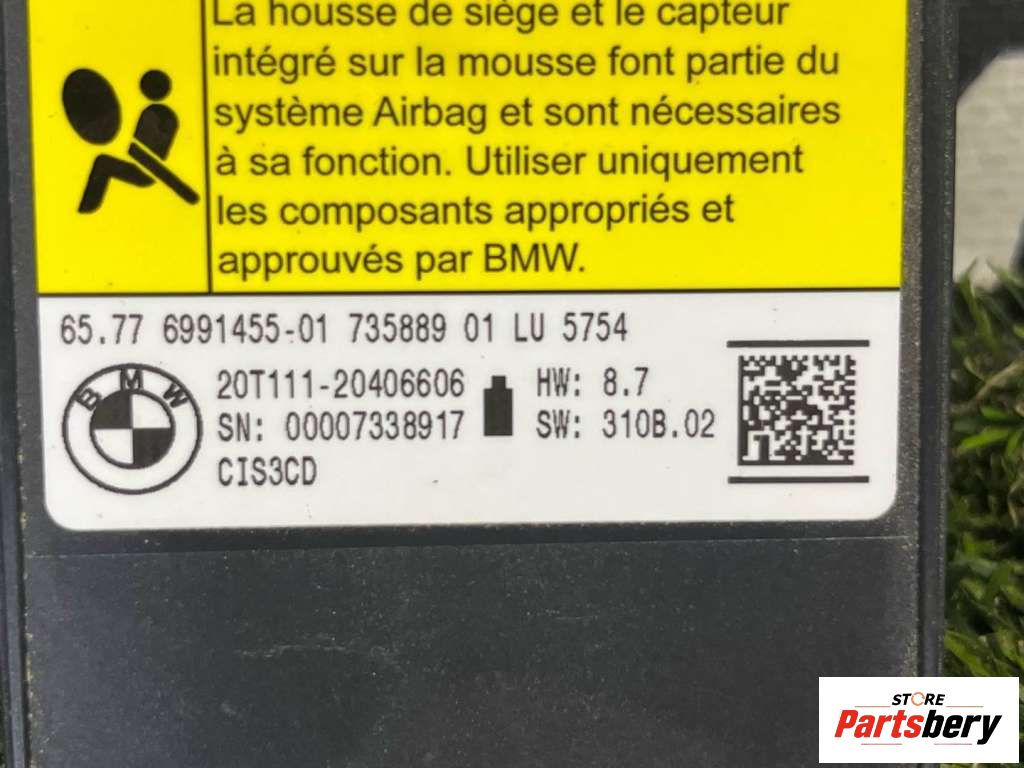 La housse de siège et le capteur
intégré sur la mousse font partie du
système Airbag et sont nécessaires
à sa fonction. Utiliser uniquement
les composants appropriés et
approuvés par BMW.
65.77 6991455-01 735889 01 LU 5754
BMW
20T111-20406606
HW: 8.7
SN: 00007338917
SW: 310B.02
CIS3CD
STORE
Partsbery